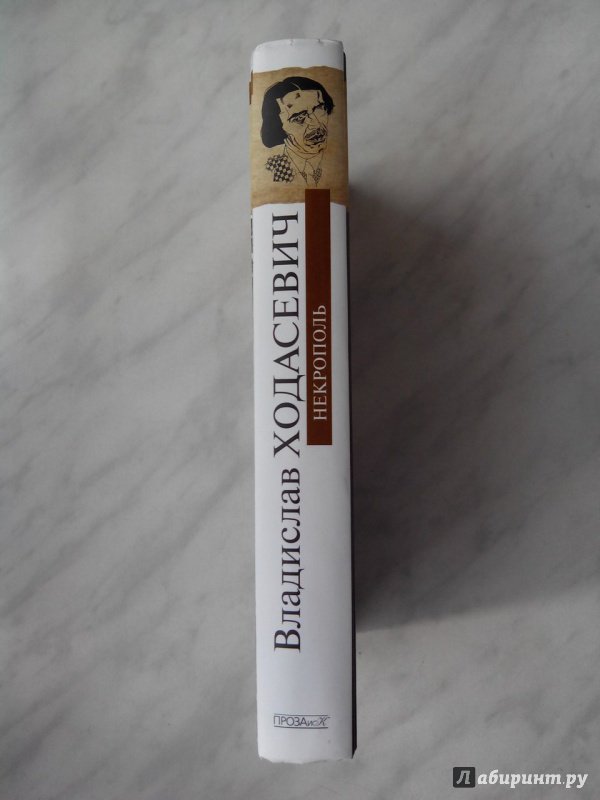 Владислав ХОДАСЕВИЧ
НЕКРОПОЛЬ
ПРОЗАиК
Лабиринт.ру